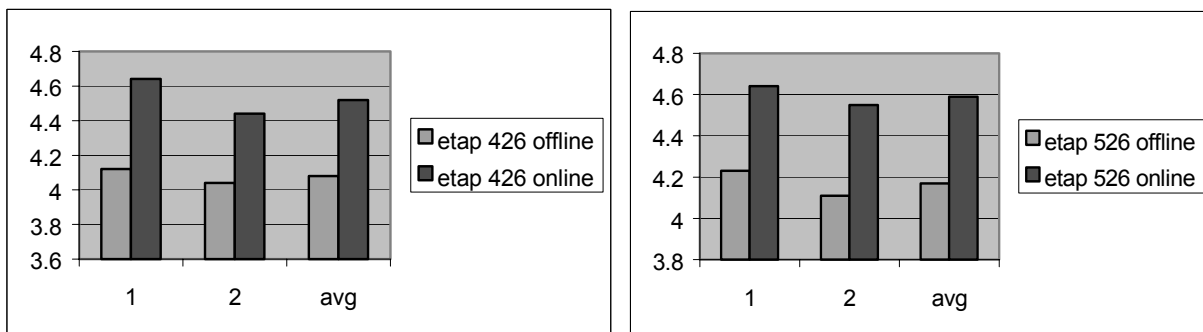 4.8
4.6
4.4
4.2
4
3.8
3.6
1 2 avg
etap 426 offline
etap 426 online
4.8
4.6
4.4
4.2
4
3.8
1 2 avg
etap 526 offline
etap 526 online